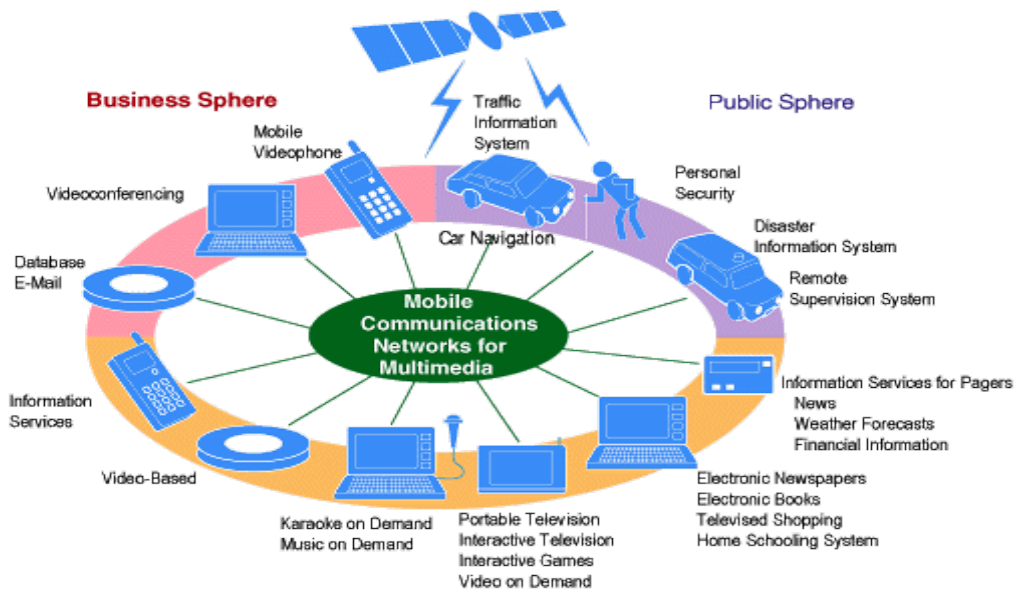 Business Sphere
Public Sphere
Traffic
Information
System
Mobile
Videophone
Personal
Security
Videoconferencing
Disaster
Information System
Car Navigation
Database
E-Mail
Remote
Supervision System
Mobile
Communications
Networks for
Multimedia
Information
Services
Information Services for Pagers
News
Weather Forecasts
Financial Information
Video-Based
Electronic Newspapers
Electronic Books
Televised Shopping
Home Schooling System
Karaoke on Demand
Music on Demand
Portable Television
Interactive Television
Interactive Games
Video on Demand